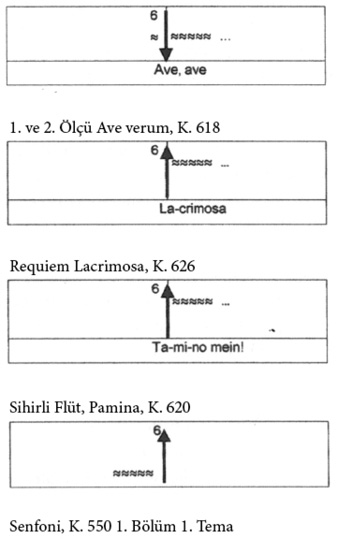 6
≈ ≈≈≈≈≈ ...
Ave, ave
1. ve 2. Ölçü Ave verum, K. 618
6
≈≈≈≈≈ ...
La-crimosa
Requiem Lacrimosa, K. 626
6
≈≈≈≈≈ ...
Ta-mi-no mein!
Sihirli Flüt, Pamina, K. 620
6
≈≈≈≈≈
Senfoni, K. 550 1. Bölüm 1. Tema